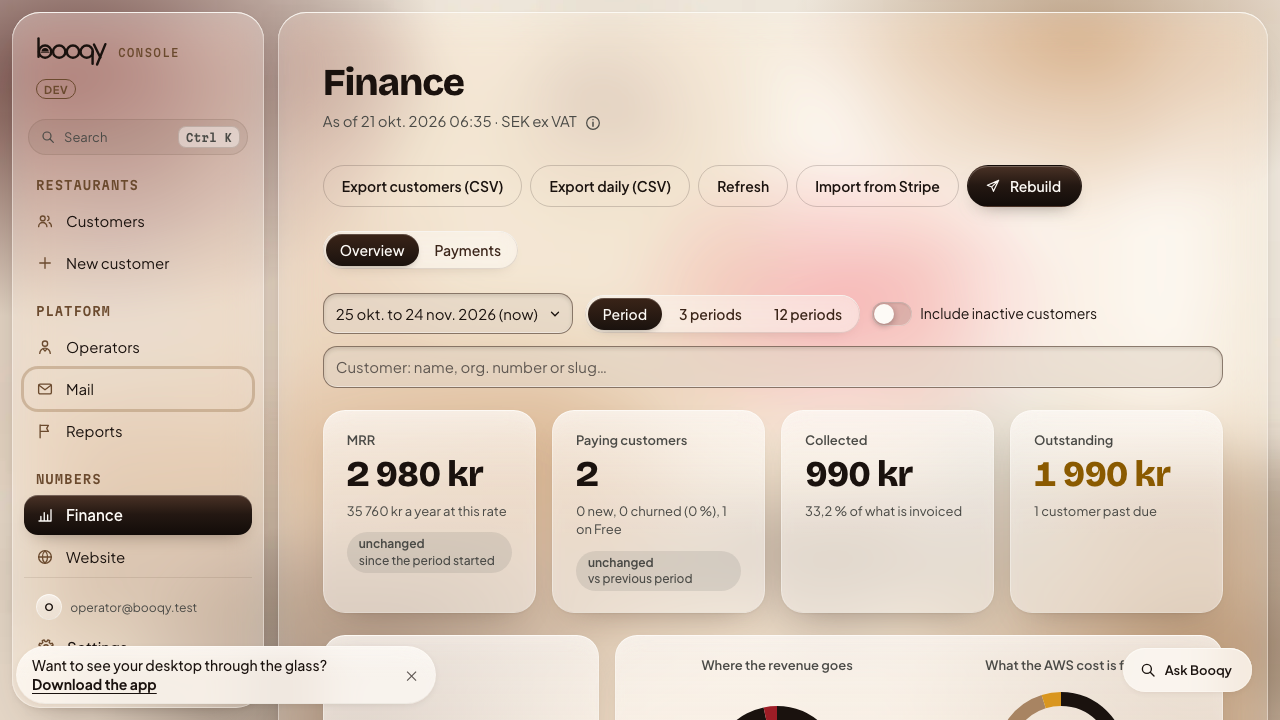 booqy CONSOLE
DEV
Search Ctrl K
RESTAURANTS
Customers
New customer
PLATFORM
Operators
Mail
Reports
NUMBERS
Finance
Website
O operator@booqy.test
Settings
Want to see your desktop through the glass?
Download the app
Finance
As of 21 okt. 2026 06:35 · SEK ex VAT
Export customers (CSV) Export daily (CSV) Refresh Import from Stripe Rebuild
Overview Payments
25 okt. to 24 nov. 2026 (now) Period 3 periods 12 periods Include inactive customers
Customer: name, org. number or slug...
MRR
2 980 kr
35 760 kr a year at this rate
unchanged
since the period started
Paying customers
2
0 new, 0 churned (0 %), 1
on Free
unchanged
vs previous period
Collected
990 kr
33,2 % of what is invoiced
Outstanding
1 990 kr
1 customer past due
Where the revenue goes
What the AWS cost is f
Ask Booqy